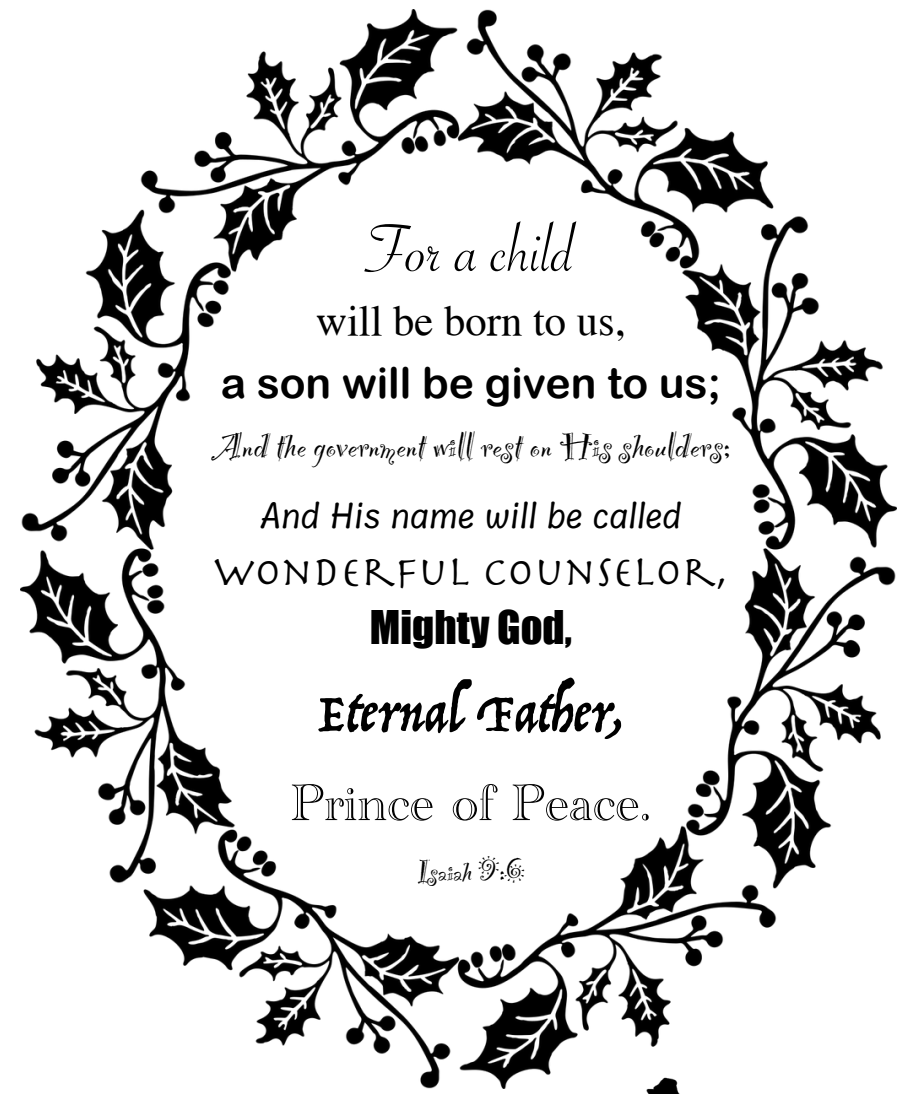 For a child
will be born to us,
a son will be given to us;
And the government will rest on His shoulders;
And His name will be called
WONDERFUL COUNSELOR,
Mighty God,
Eternal Father,
Prince of Peace.
Isaiah 9:6